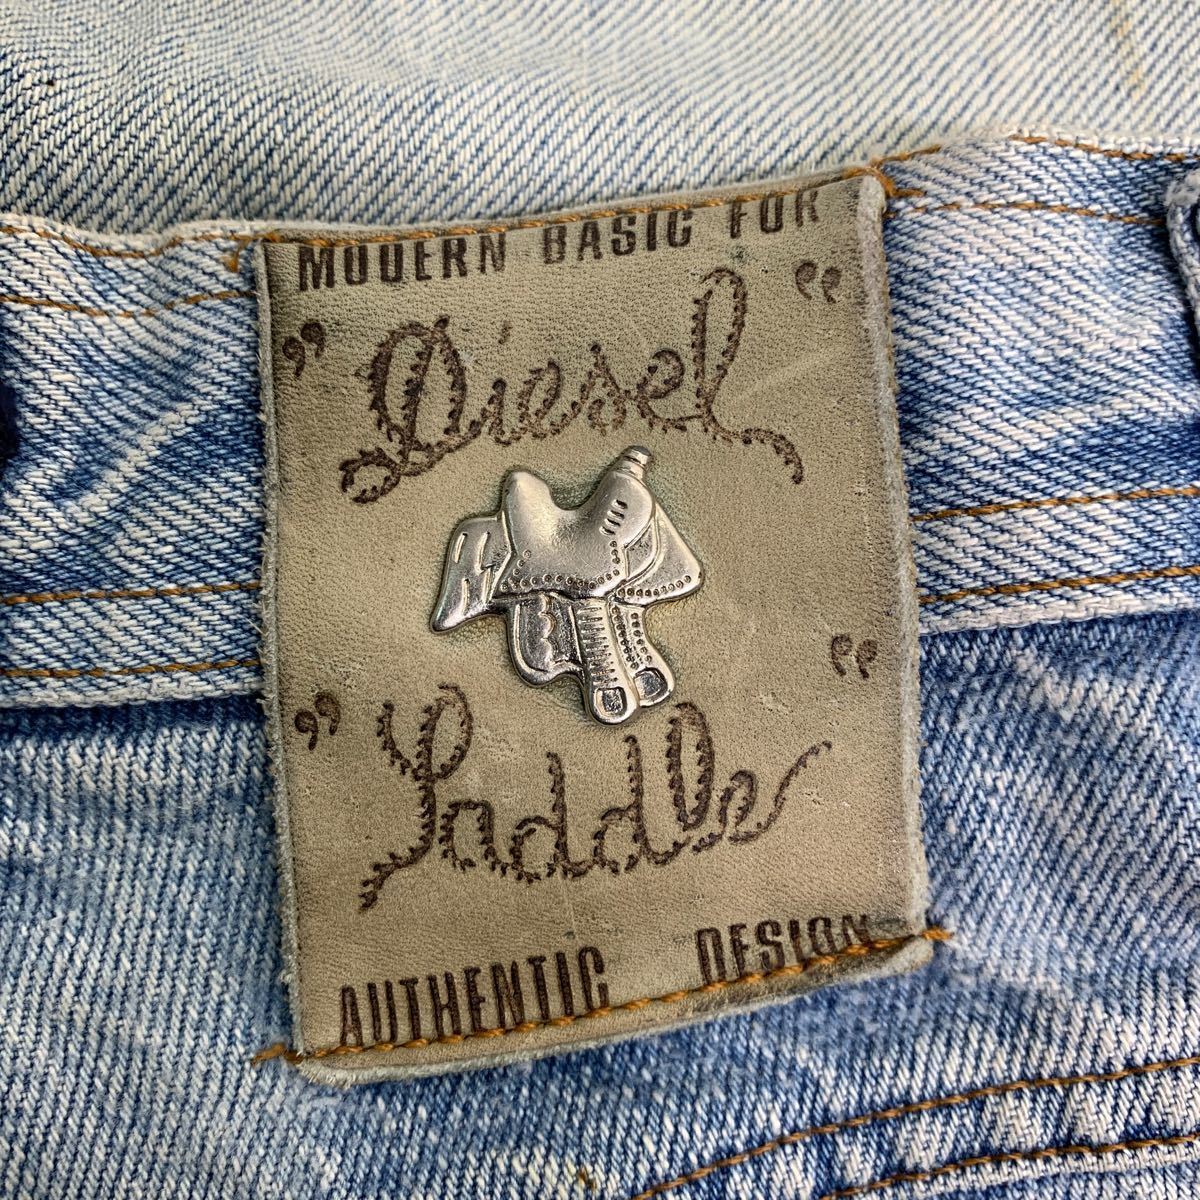 MODERN BASIC FOR
"Diesel"
"Saddle"
AUTHENTIC DESIGN